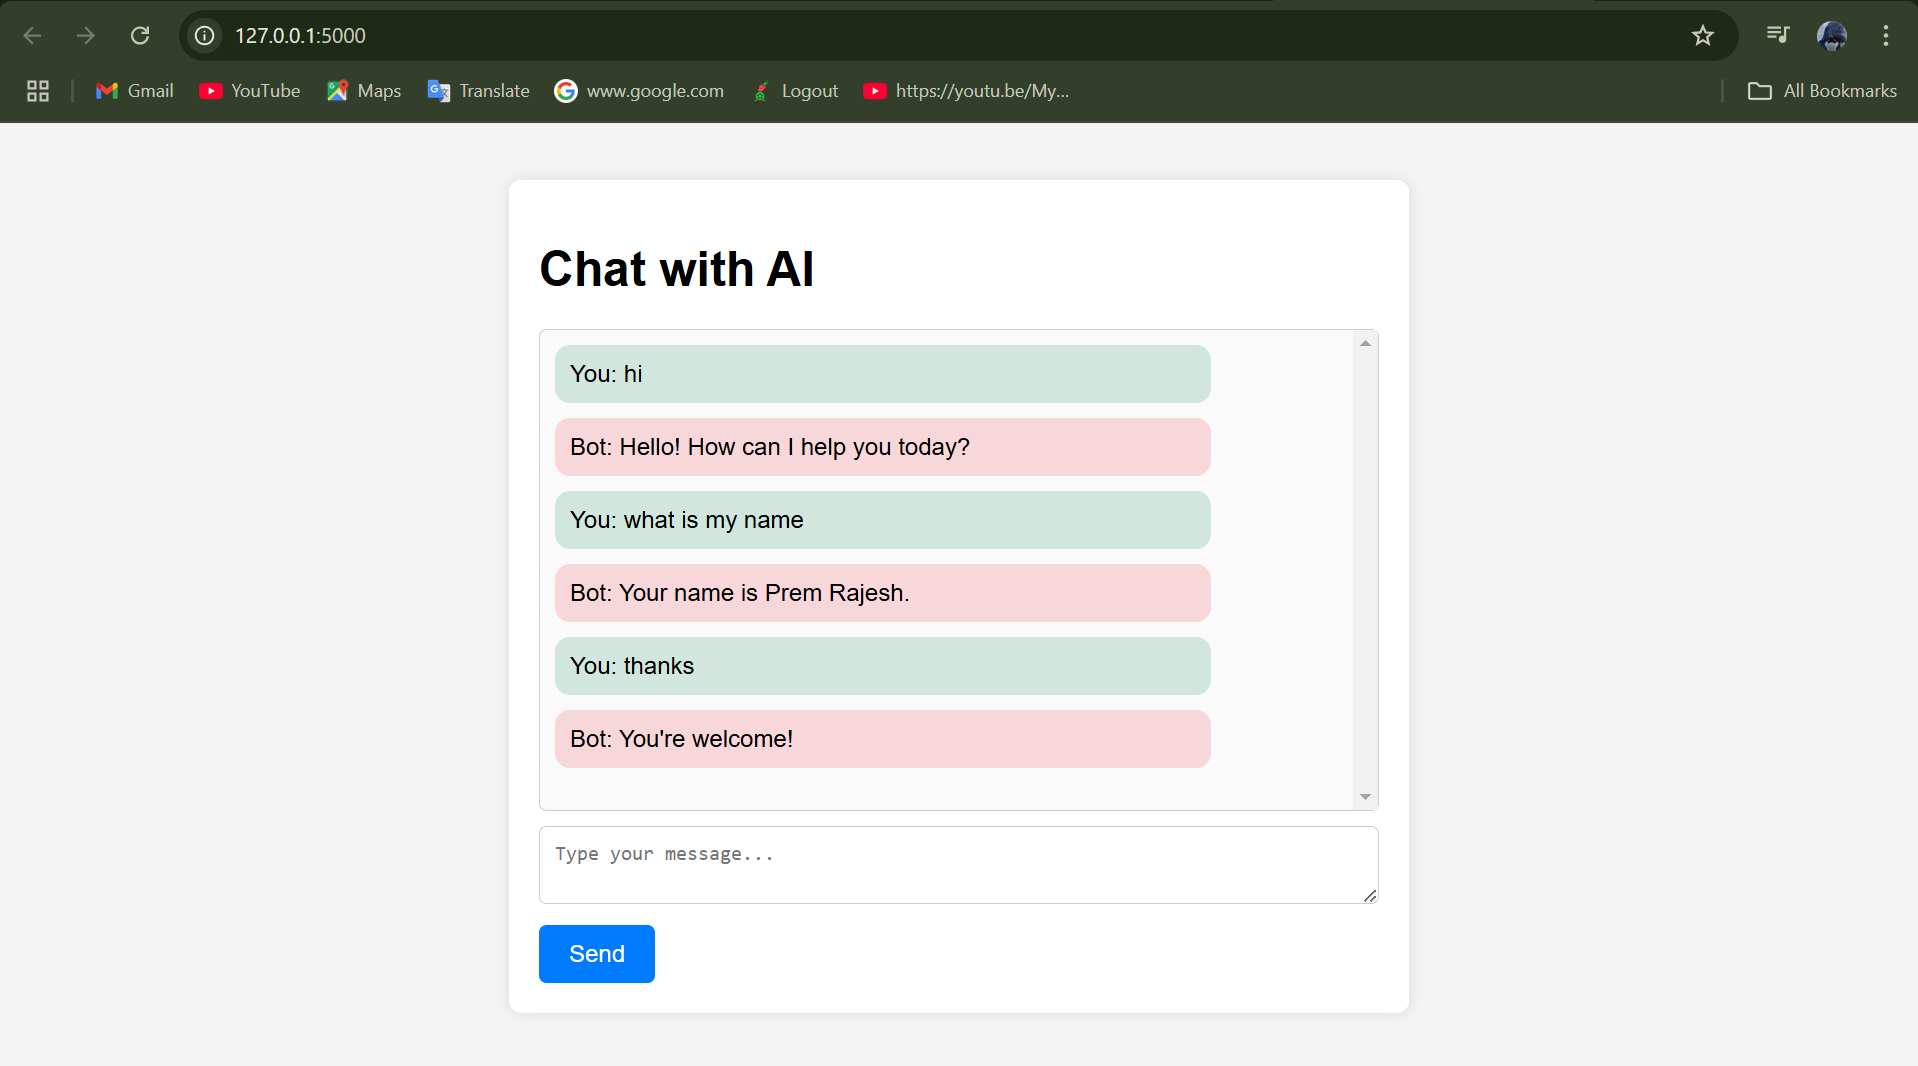 127.0.0.1:5000
Gmail YouTube Maps Translate www.google.com Logout https://youtu.be/My... All Bookmarks
Chat with AI
You: hi
Bot: Hello! How can I help you today?
You: what is my name
Bot: Your name is Prem Rajesh.
You: thanks
Bot: You're welcome!
Type your message...
Send